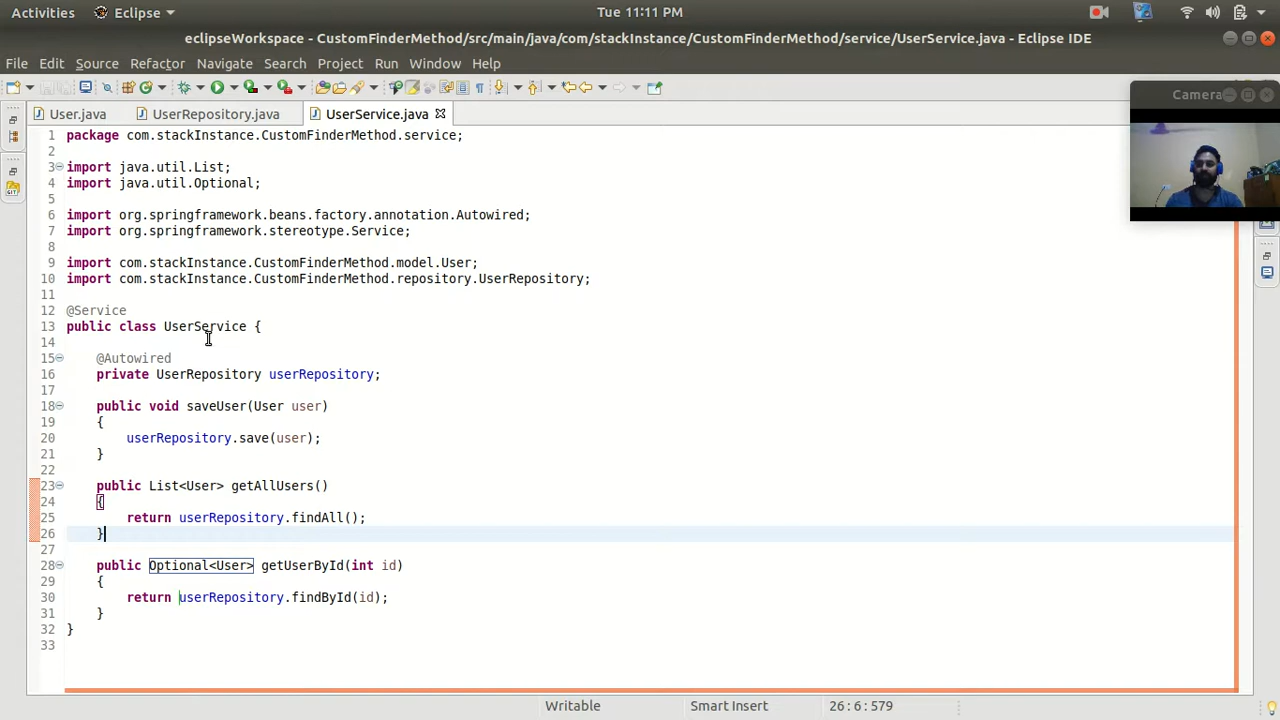 Activities Eclipse Tue 11:11 PM
eclipseWorkspace - CustomFinderMethod/src/main/java/com/stackInstance/CustomFinderMethod/service/UserService.java - Eclipse IDE
File Edit Source Refactor Navigate Search Project Run Window Help
User.java UserRepository.java UserService.java
Camera
1 package com.stackInstance.CustomFinderMethod.service;
2
3 import java.util.List;
4 import java.util.Optional;
5
6 import org.springframework.beans.factory.annotation.Autowired;
7 import org.springframework.stereotype.Service;
8
9 import com.stackInstance.CustomFinderMethod.model.User;
10 import com.stackInstance.CustomFinderMethod.repository.UserRepository;
11
12 @Service
13 public class UserService {
14
15 @Autowired
16 private UserRepository userRepository;
17
18 public void saveUser(User user)
19 {
20 userRepository.save(user);
21 }
22
23 public List<User> getAllUsers()
24 {
25 return userRepository.findAll();
26 }
27
28 public Optional<User> getUserById(int id)
29 {
30 return userRepository.findById(id);
31 }
32 }
33
Writable Smart Insert 26:6:579